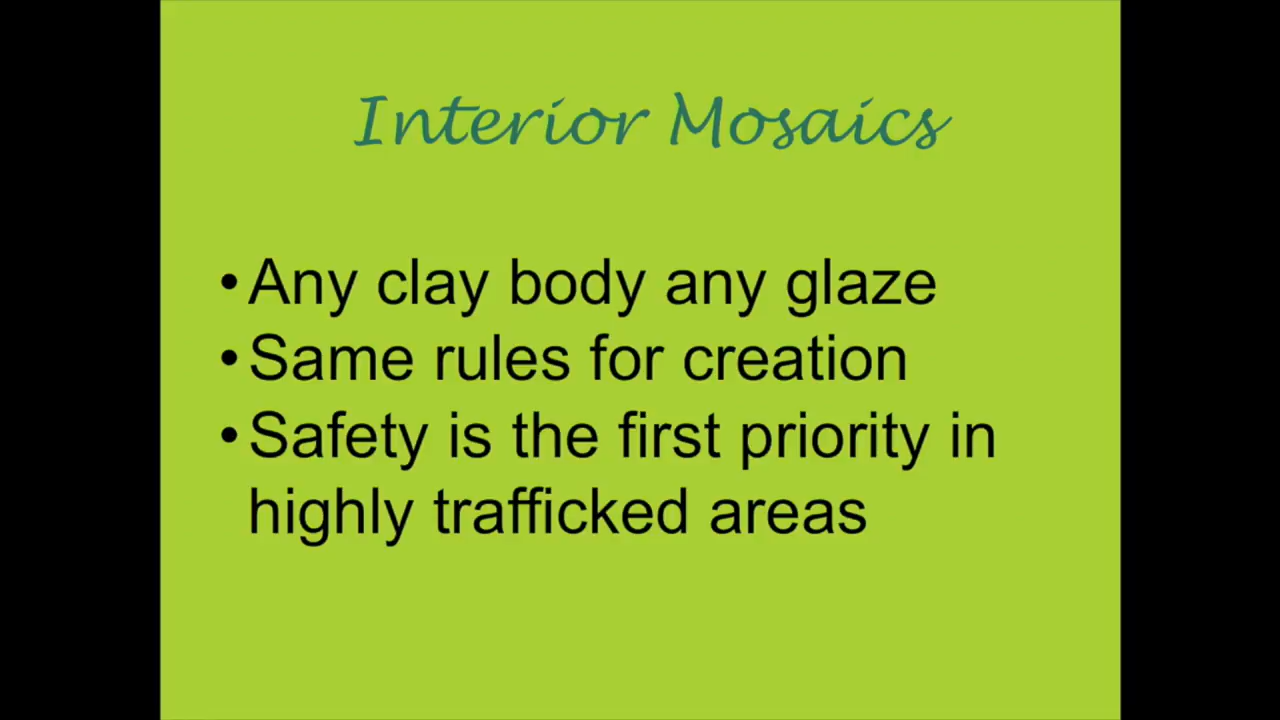 Interior Mosaics
•Any clay body any glaze
•Same rules for creation
•Safety is the first priority in
highly trafficked areas